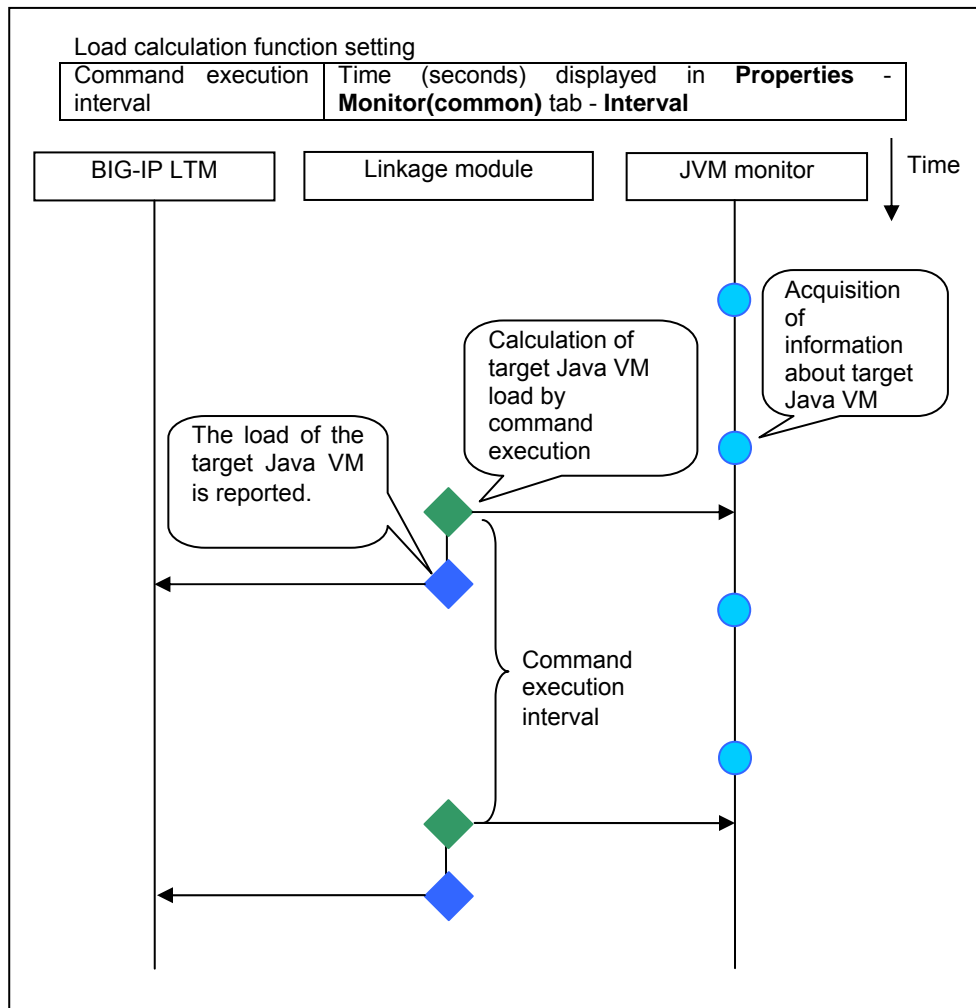 Load calculation function setting
Command execution
interval
Time (seconds) displayed in Properties -
Monitor(common) tab - Interval
BIG-IP LTM
Linkage module
JVM monitor
Time
Acquisition
of
information
about target
Java VM
Calculation of
target Java VM
load by
command
execution
The load of the
target Java VM
is reported.
Command
execution
interval